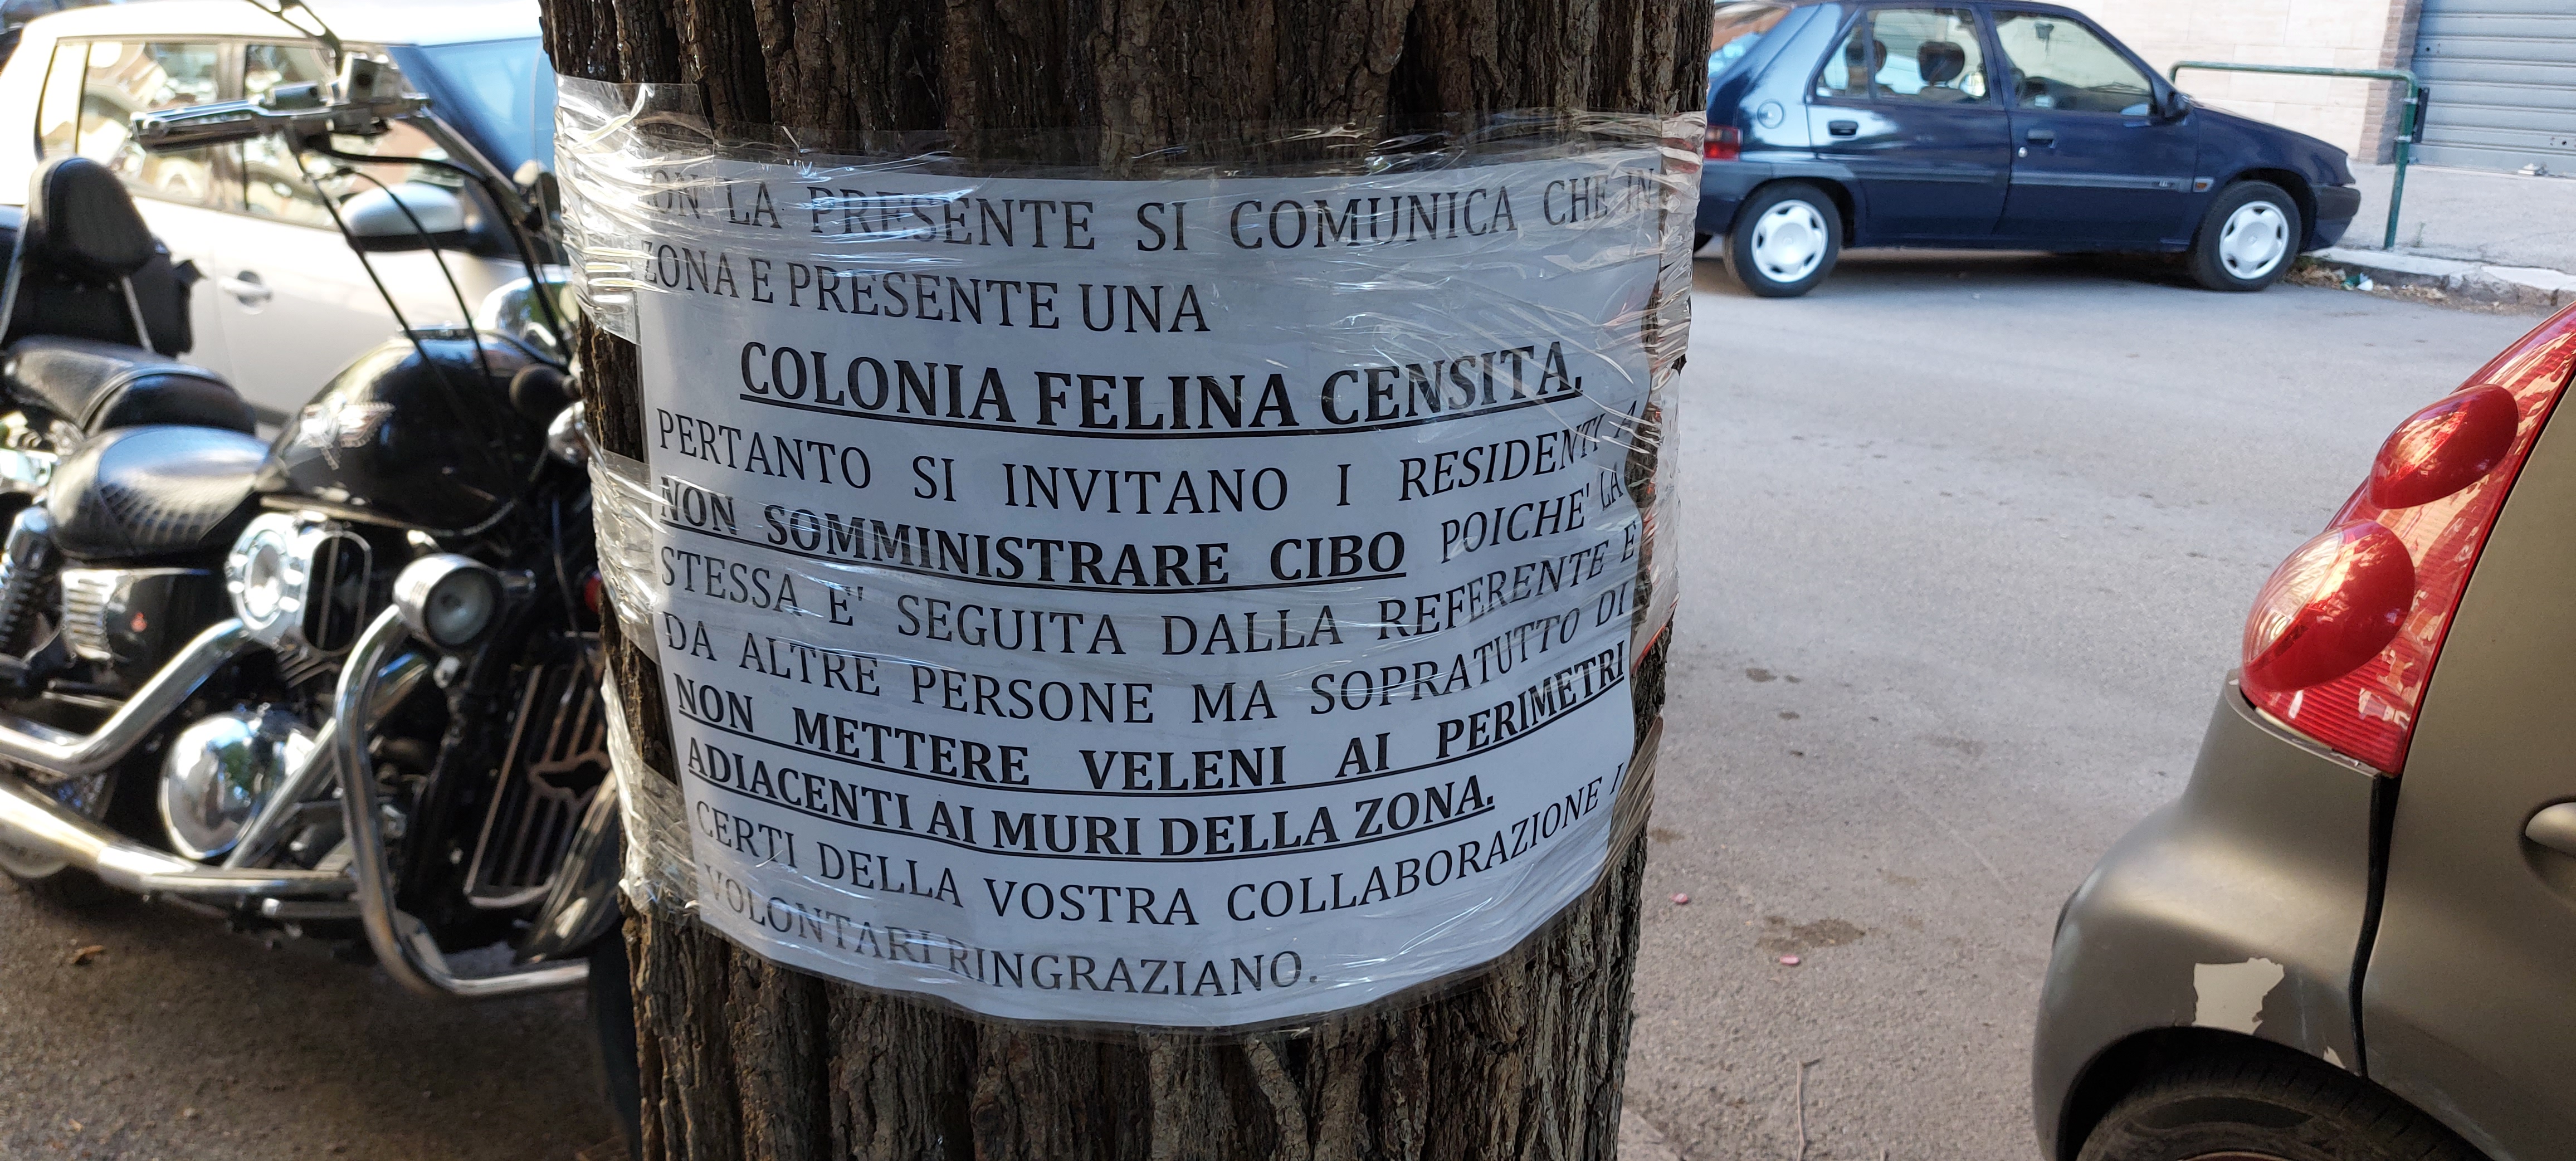 CON LA PRESENTE SI COMUNICA CHE IN
ZONA E PRESENTE UNA
COLONIA FELINA CENSITA.
PERTANTO SI INVITANO I RESIDENTI A
NON SOMMINISTRARE CIBO POICHE' LA
STESSA E' SEGUITA DALLA REFERENTE E
DA ALTRE PERSONE MA SOPRATUTTO DI
NON METTERE VELENI AI PERIMETRI
ADIACENTI AI MURI DELLA ZONA.
CERTI DELLA VOSTRA COLLABORAZIONE I
VOLONTARI RINGRAZIANO.